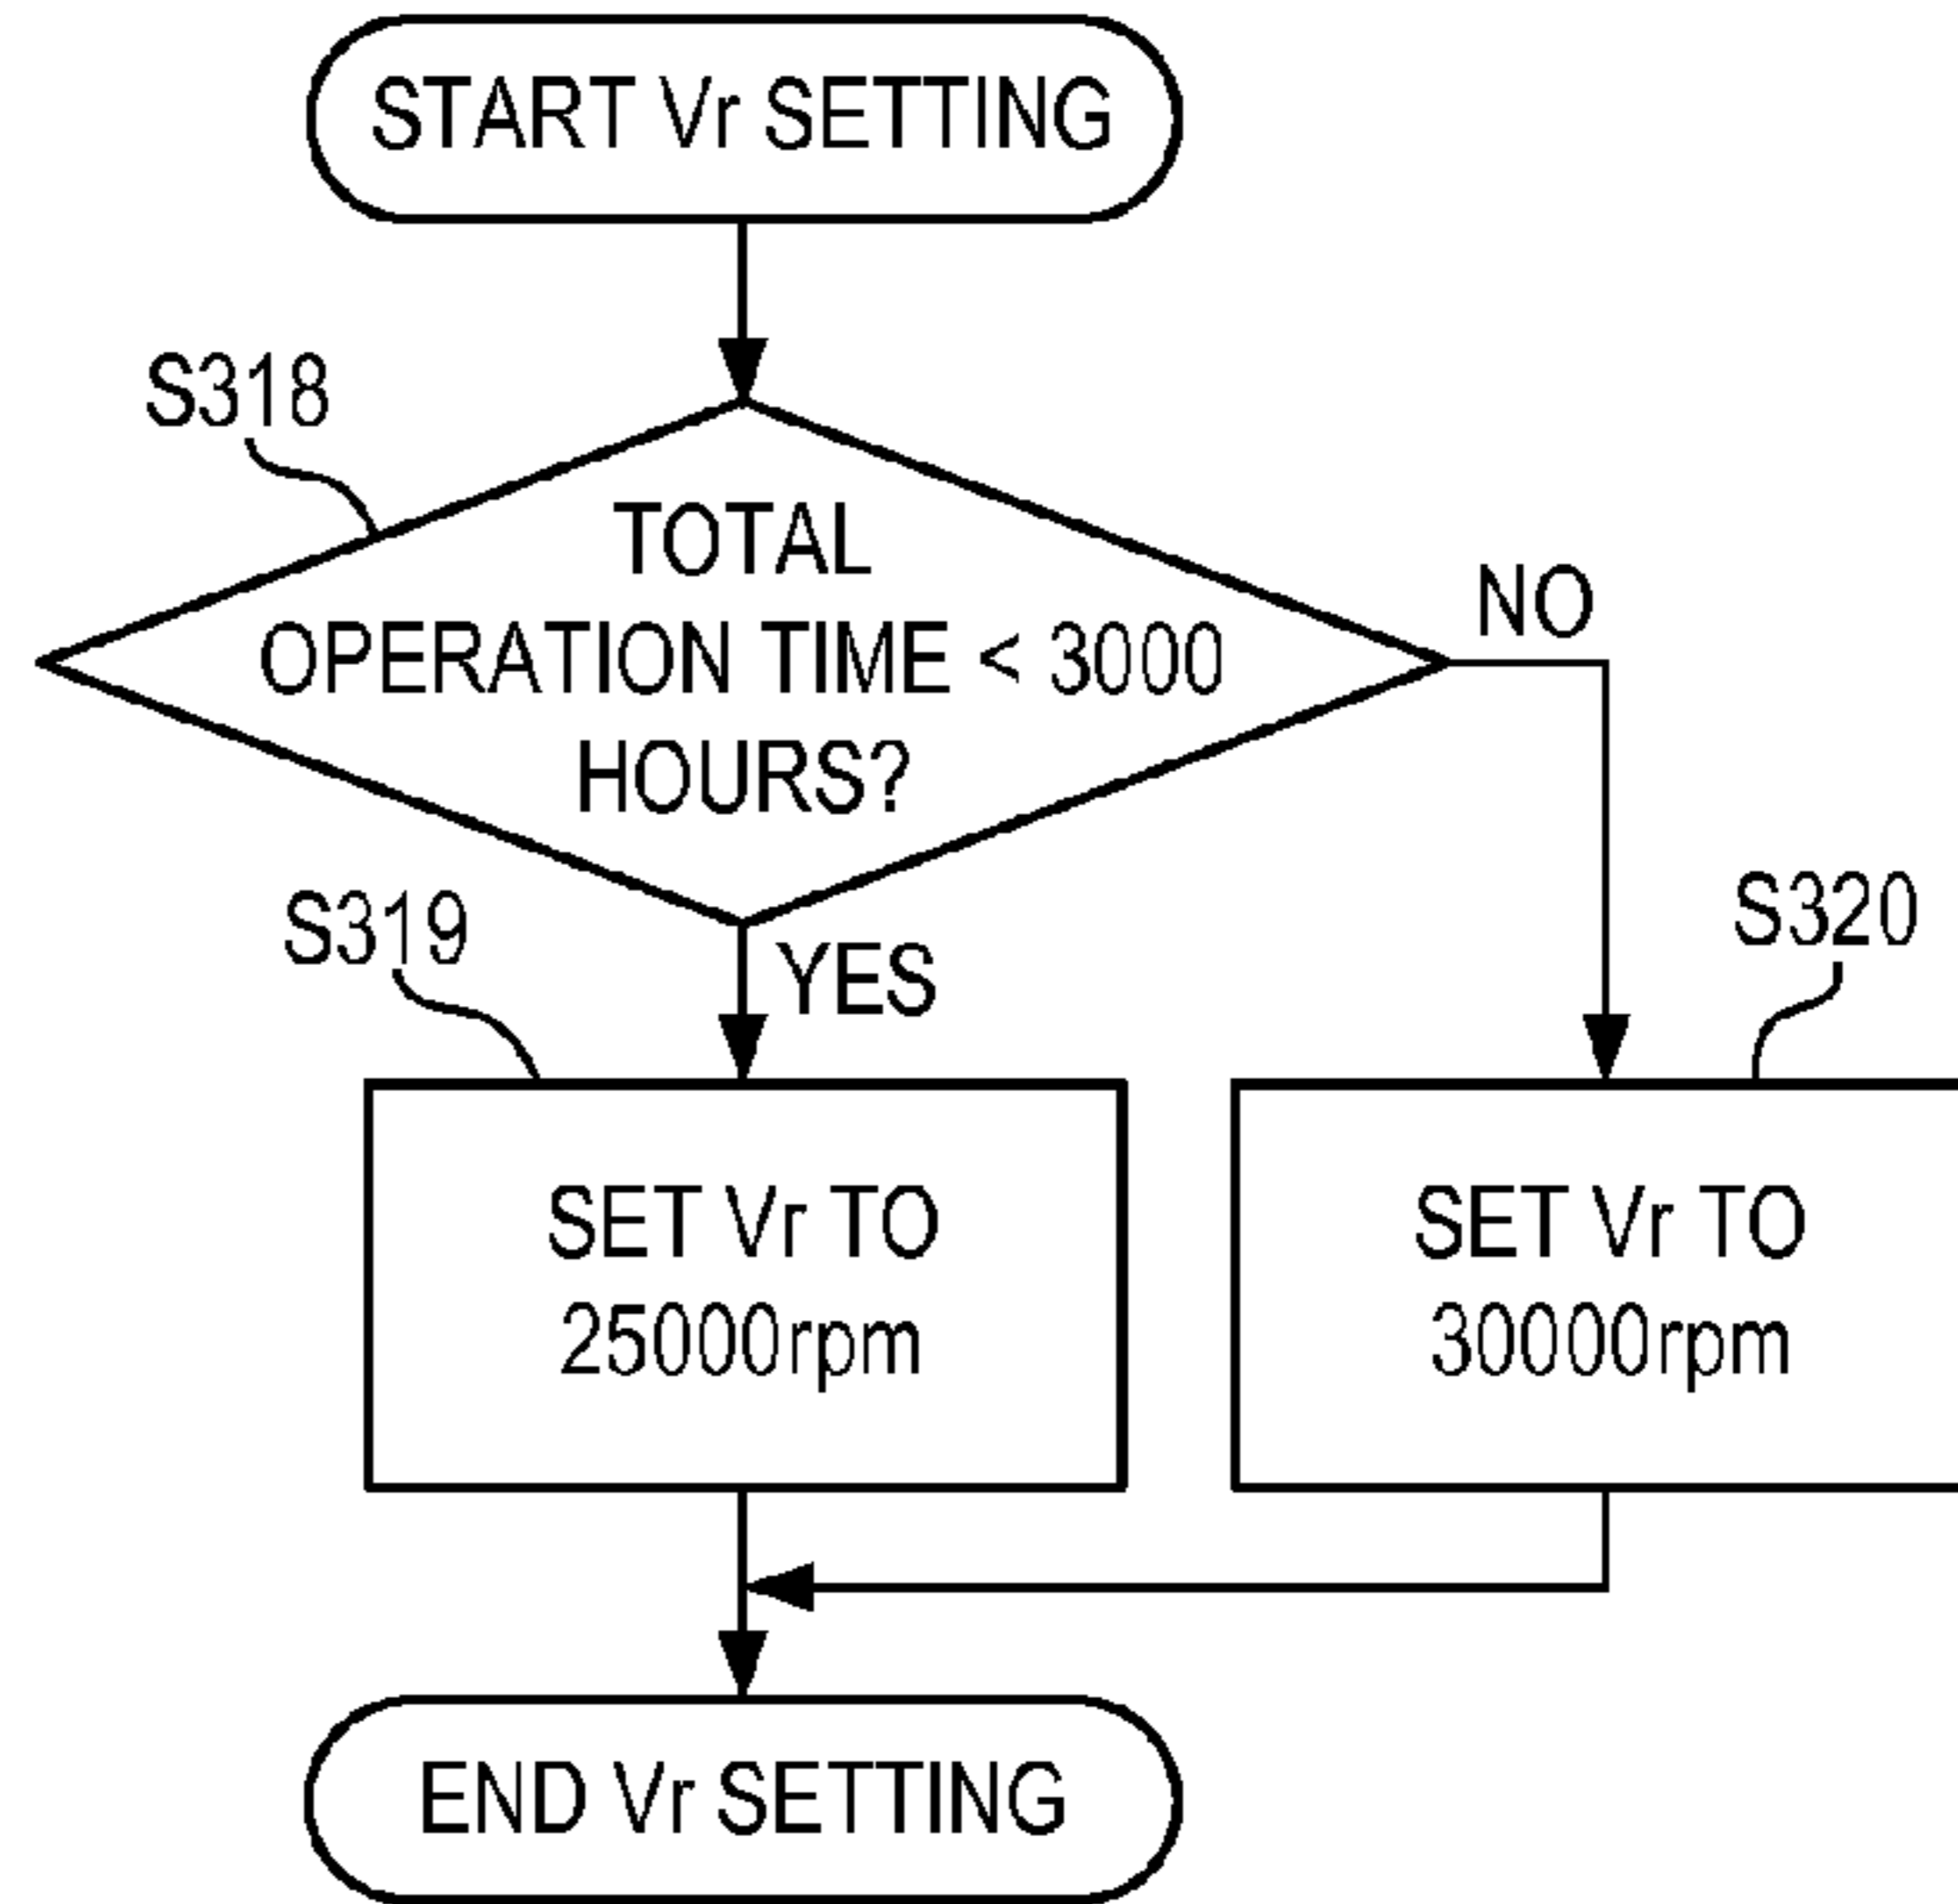 START Vr SETTING
S318
TOTAL
OPERATION TIME < 3000
HOURS?
NO
S319
YES
S320
SET Vr TO
25000rpm
SET Vr TO
30000rpm
END Vr SETTING